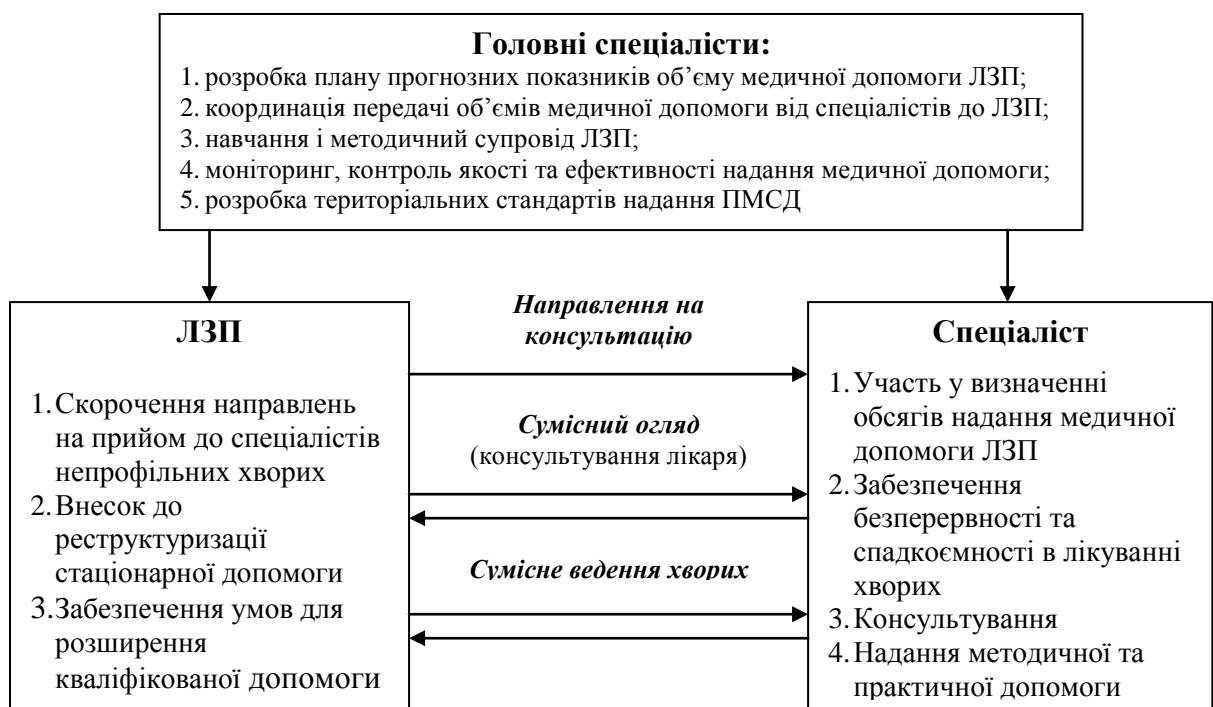 Головні спеціалісти:
1. розробка плану прогнозних показників об’єму медичної допомоги ЛЗП;
2. координація передачі об’ємів медичної допомоги від спеціалістів до ЛЗП;
3. навчання і методичний супровід ЛЗП;
4. моніторинг, контроль якості та ефективності надання медичної допомоги;
5. розробка територіальних стандартів надання ПМСД
ЛЗП
1. Скорочення направлень
на прийом до спеціалістів
непрофільних хворих
2. Внесок до
реструктуризації
стаціонарної допомоги
3. Забезпечення умов для
розширення
кваліфікованої допомоги
Направлення на
консультацію
Сумісний огляд
(консультування лікаря)
Сумісне ведення хворих
Спеціаліст
1. Участь у визначенні
обсягів надання медичної
допомоги ЛЗП
2. Забезпечення
безперервності та
спадкоємності в лікуванні
хворих
3. Консультування
4. Надання методичної та
практичної допомоги